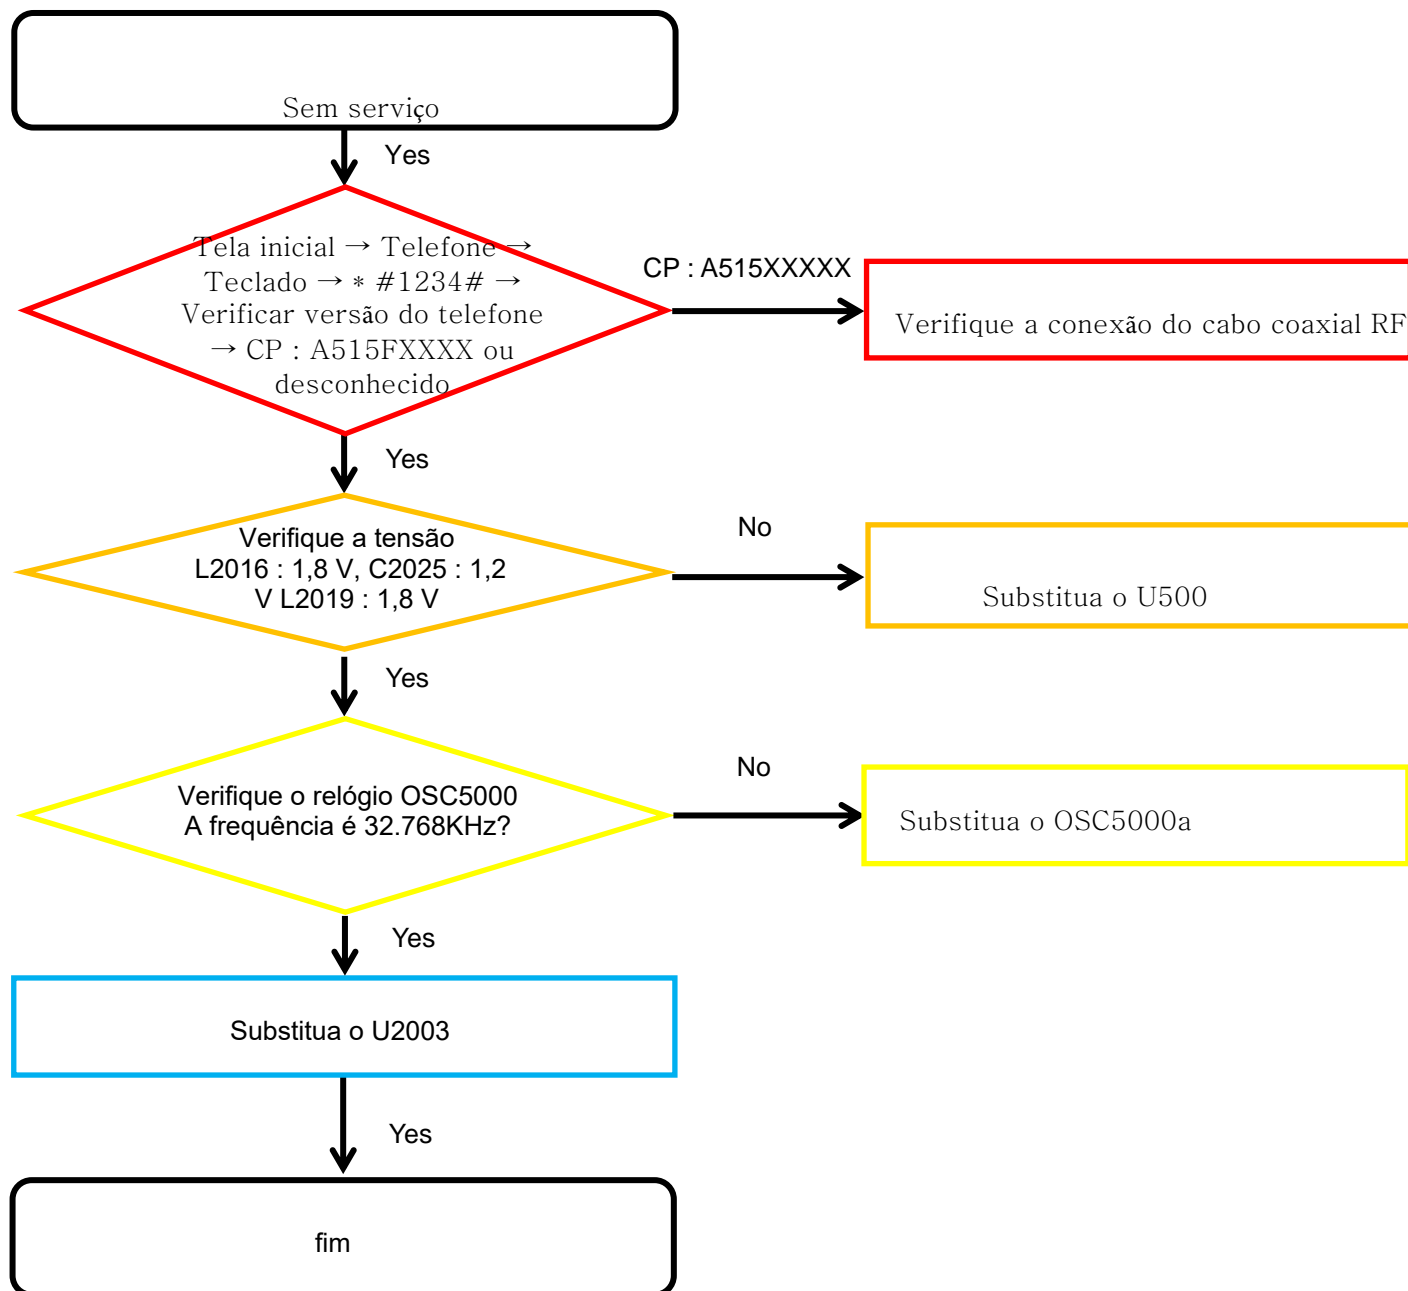 Sem serviço
Yes
Tela inicial → Telefone →
Teclado → * #1234# →
Verificar versão do telefone
→ CP : A515FXXXX ou
desconhecido
CP : A515XXXXX
Verifique a conexão do cabo coaxial RF
Yes
Verifique a tensão
L2016 : 1,8 V, C2025 : 1,2
V L2019 : 1,8 V
No
Substitua o U500
Yes
Verifique o relógio OSC5000
A frequência é 32.768KHz?
No
Substitua o OSC5000a
Yes
Substitua o U2003
Yes
fim